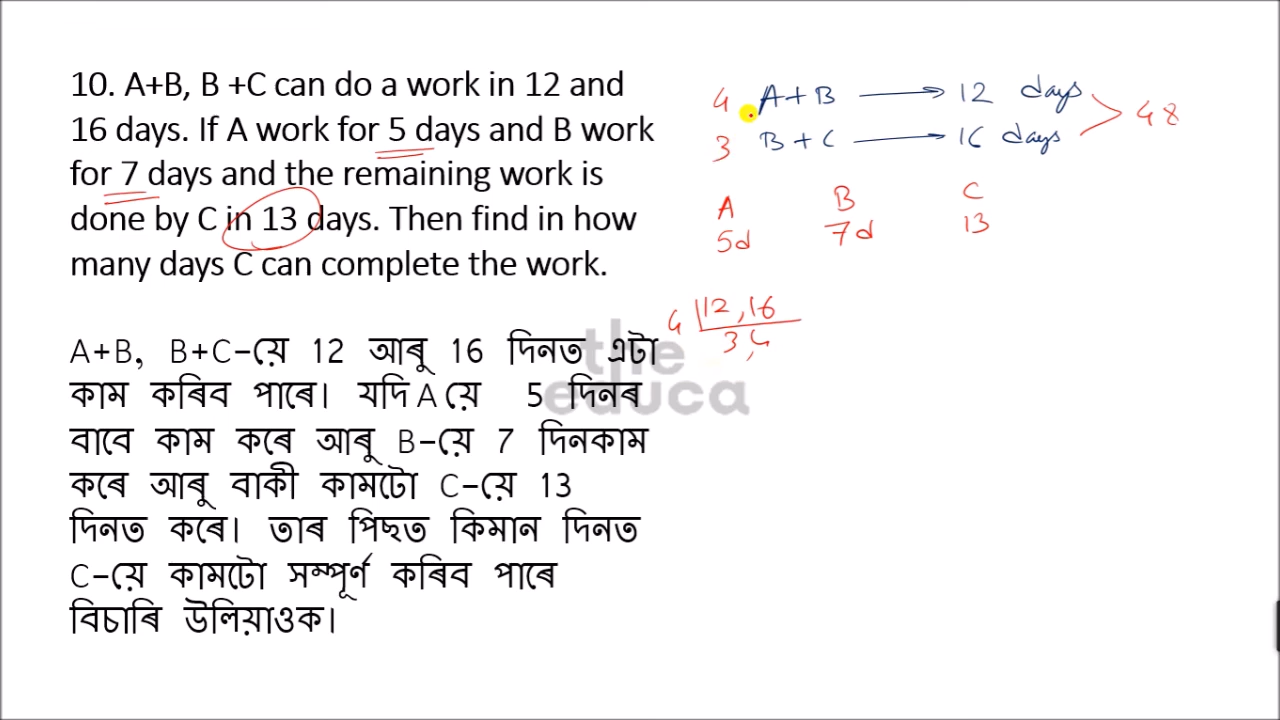 10. A+B, B +C can do a work in 12 and
16 days. If A work for 5 days and B work
for 7 days and the remaining work is
done by C in 13 days. Then find in how
many days C can complete the work.
A+B, B+C-য়ে 12 আৰু 16 দিনত এটা
কাম কৰিব পাৰে। যদি A য়ে 5 দিনৰ
বাবে কাম কৰে আৰু B-য়ে 7 দিনকাম
কৰে আৰু বাকী কামটো C-য়ে 13
দিনত কৰে। তাৰ পিছত কিমান দিনত
C-য়ে কামটো সম্পূৰ্ণ কৰিব পাৰে
বিচাৰি উলিয়াওক।
4 A+B → 12 days
3 B+C → 16 days
48
A B C
5d 7d 13
4 12, 16
3, 4
the
educa